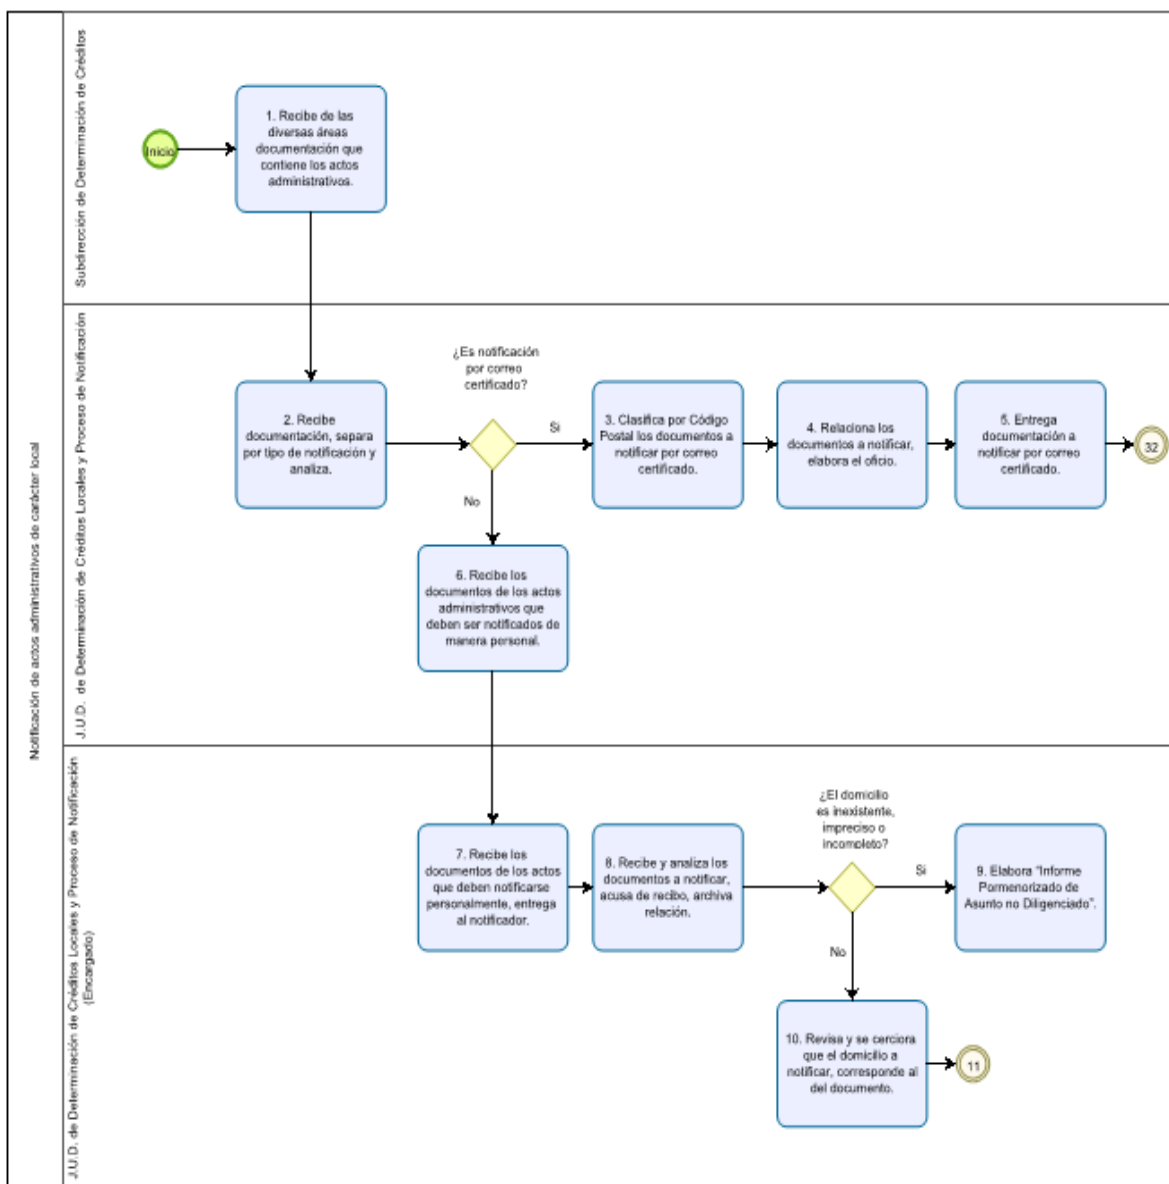 Notificación de actos administrativos de carácter local
Subdirección de Determinación de Créditos
Inicio
1. Recibe de las
diversas áreas
documentación que
contiene los actos
administrativos.
J.U.D. de Determinación de Créditos Locales y Proceso de Notificación
2. Recibe
documentación, separa
por tipo de notificación y
analiza.
¿Es notificación
por correo
certificado?
Si
No
3. Clasifica por Código
Postal los documentos a
notificar por correo
certificado.
4. Relaciona los
documentos a notificar,
elabora el oficio.
5. Entrega
documentación a
notificar por correo
certificado.
32
6. Recibe los
documentos de los actos
administrativos que
deben ser notificados de
manera personal.
J.U.D. de Determinación de Créditos Locales y Proceso de Notificación
(Encargado)
7. Recibe los
documentos de los actos
que deben notificarse
personalmente, entrega
al notificador.
8. Recibe y analiza los
documentos a notificar,
acusa de recibo, archiva
relación.
¿El domicilio
es inexistente,
impreciso o
incompleto?
Si
No
9. Elabora "Informe
Pormenorizado de
Asunto no Diligenciado".
10. Revisa y se cerciora
que el domicilio a
notificar, corresponde al
del documento.
11